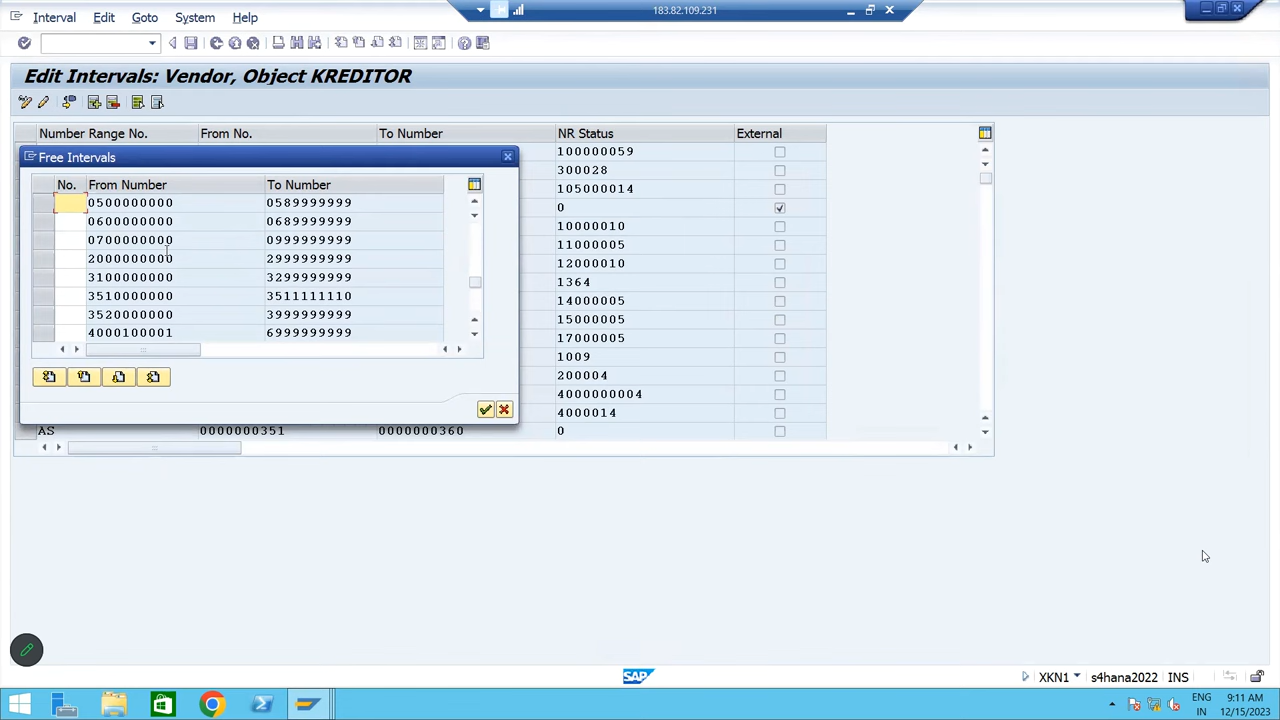 Interval Edit Goto System Help
183.82.109.231
Edit Intervals: Vendor, Object KREDITOR
Number Range No. From No. To Number NR Status External
100000059
300028
105000014
0
10000010
11000005
12000010
1364
14000005
15000005
17000005
1009
200004
4000000004
4000014
AS 0000000351 0000000360 0
Free Intervals
No. From Number To Number
0500000000 0589999999
0600000000 0689999999
0700000000 0999999999
2000000000 2999999999
3100000000 3299999999
3510000000 3511111110
3520000000 3999999999
4000100001 6999999999
SAP
XKN1 s4hana2022 INS
ENG 9:11 AM
IN 12/15/2023